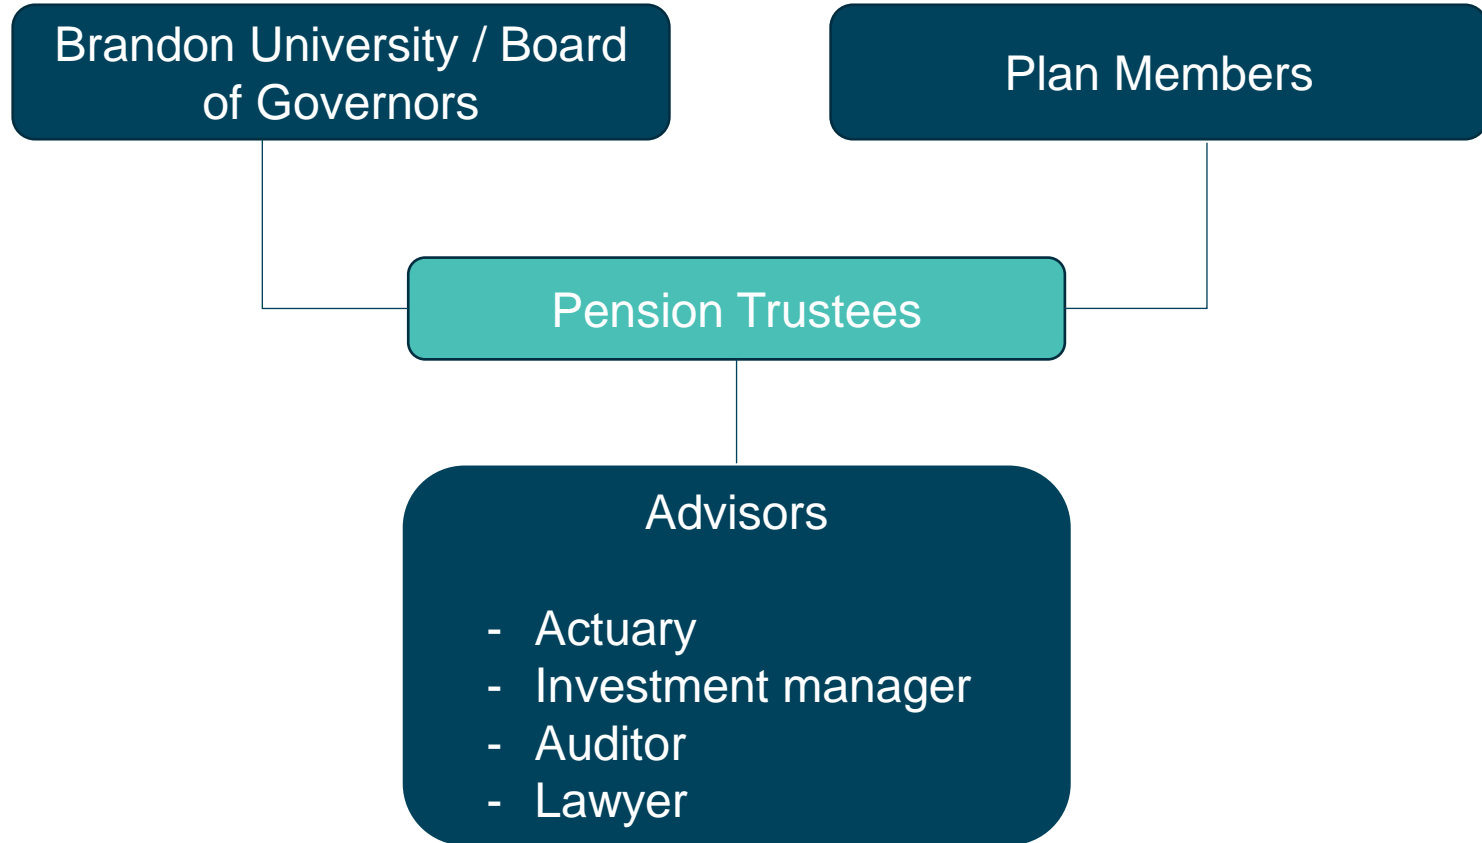 Brandon University / Board
of Governors
Plan Members
Pension Trustees
Advisors
- Actuary
- Investment manager
- Auditor
- Lawyer